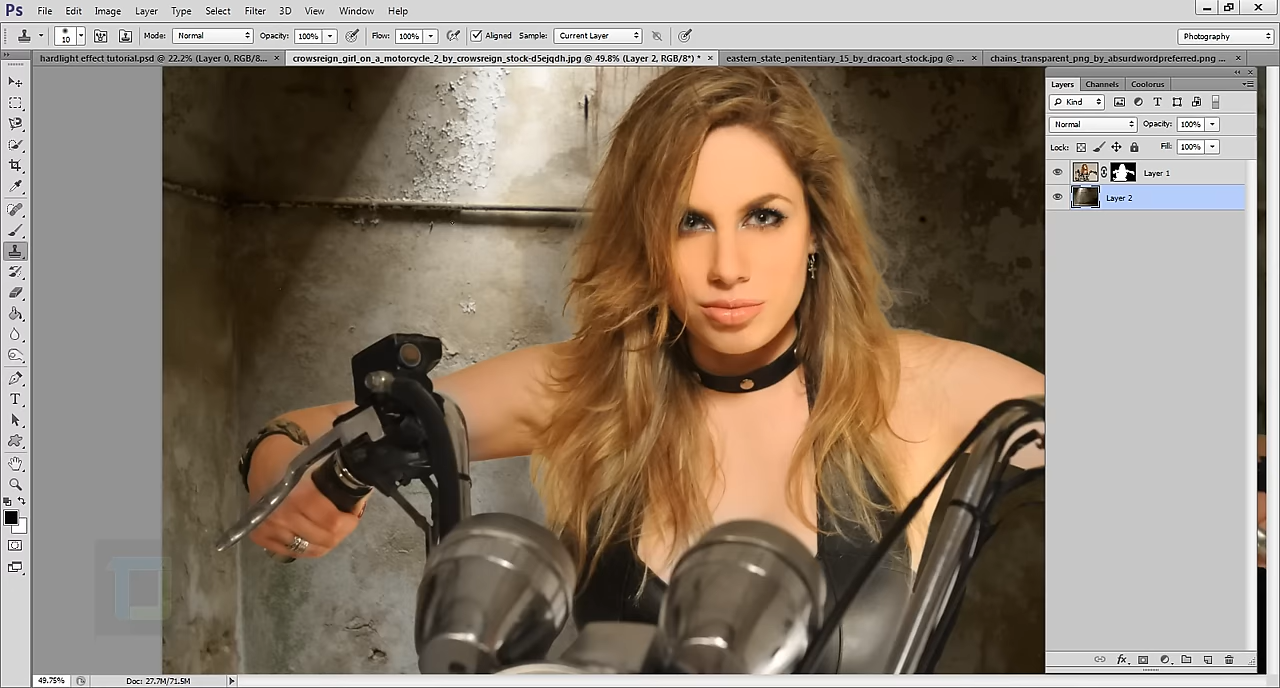 Ps File Edit Image Layer Type Select Filter 3D View Window Help
10 Mode: Normal Opacity: 100% Flow: 100% Aligned Sample: Current Layer Photography
hardlight effect tutorial.psd @ 22.2% (Layer 0, RGB/8... × crowsreign_girl_on_a_motorcycle_2_by_crowsreign_stock-d5ejqdh.jpg @ 49.8% (Layer 2, RGB/8*) * × eastern_state_penitentiary_15_by_dracoart_stock.jpg @ ... × chains_transparent_png_by_absurdwordpreferred.png ... ×
Layers Channels Coolorus
Kind
Normal Opacity: 100%
Lock: Fill: 100%
Layer 1
Layer 2
49.75% Doc: 27.7M/71.5M